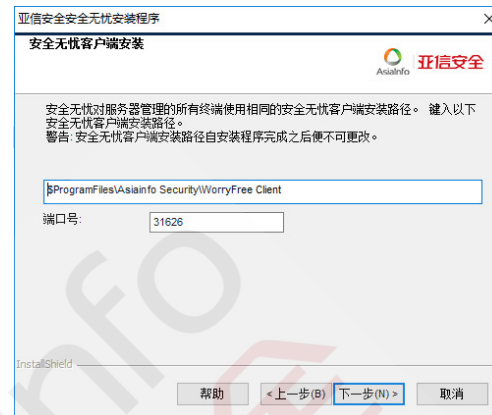 亚信安全安全无忧安装程序
安全无忧客户端安装
AsiaInfo 亚信安全
安全无忧对服务器管理的所有终端使用相同的安全无忧客户端安装路径。 键入以下
安全无忧客户端安装路径。
警告:安全无忧客户端安装路径自安装程序完成之后便不可更改。
$ProgramFiles\Asiainfo Security\WorryFree Client
端口号: 31626
InstallShield
帮助 <上一步(B) 下一步(N)> 取消